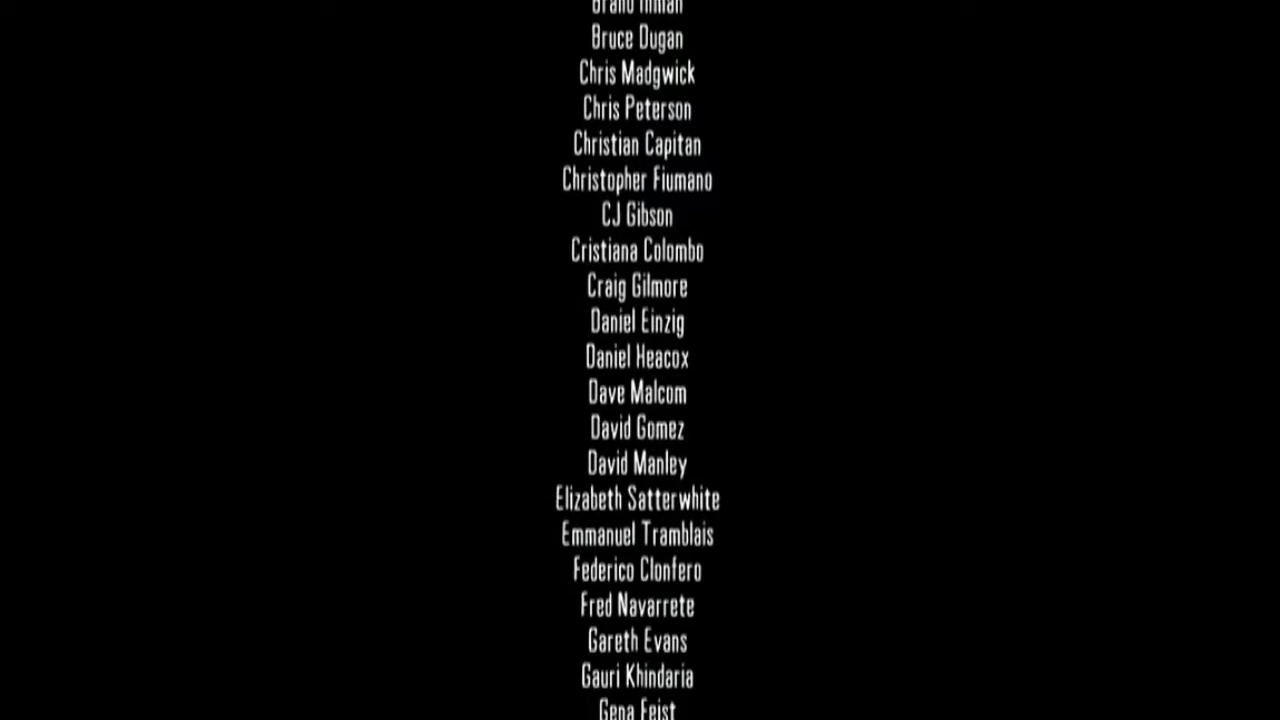 Bruce Dugan
Chris Madgwick
Chris Peterson
Christian Capitan
Christopher Fiumano
CJ Gibson
Cristiana Colombo
Craig Gilmore
Daniel Einzig
Daniel Heacox
Dave Malcom
David Gomez
David Manley
Elizabeth Satterwhite
Emmanuel Tramblais
Federico Clonfero
Fred Navarrete
Gareth Evans
Gauri Khindaria
Gena Feist